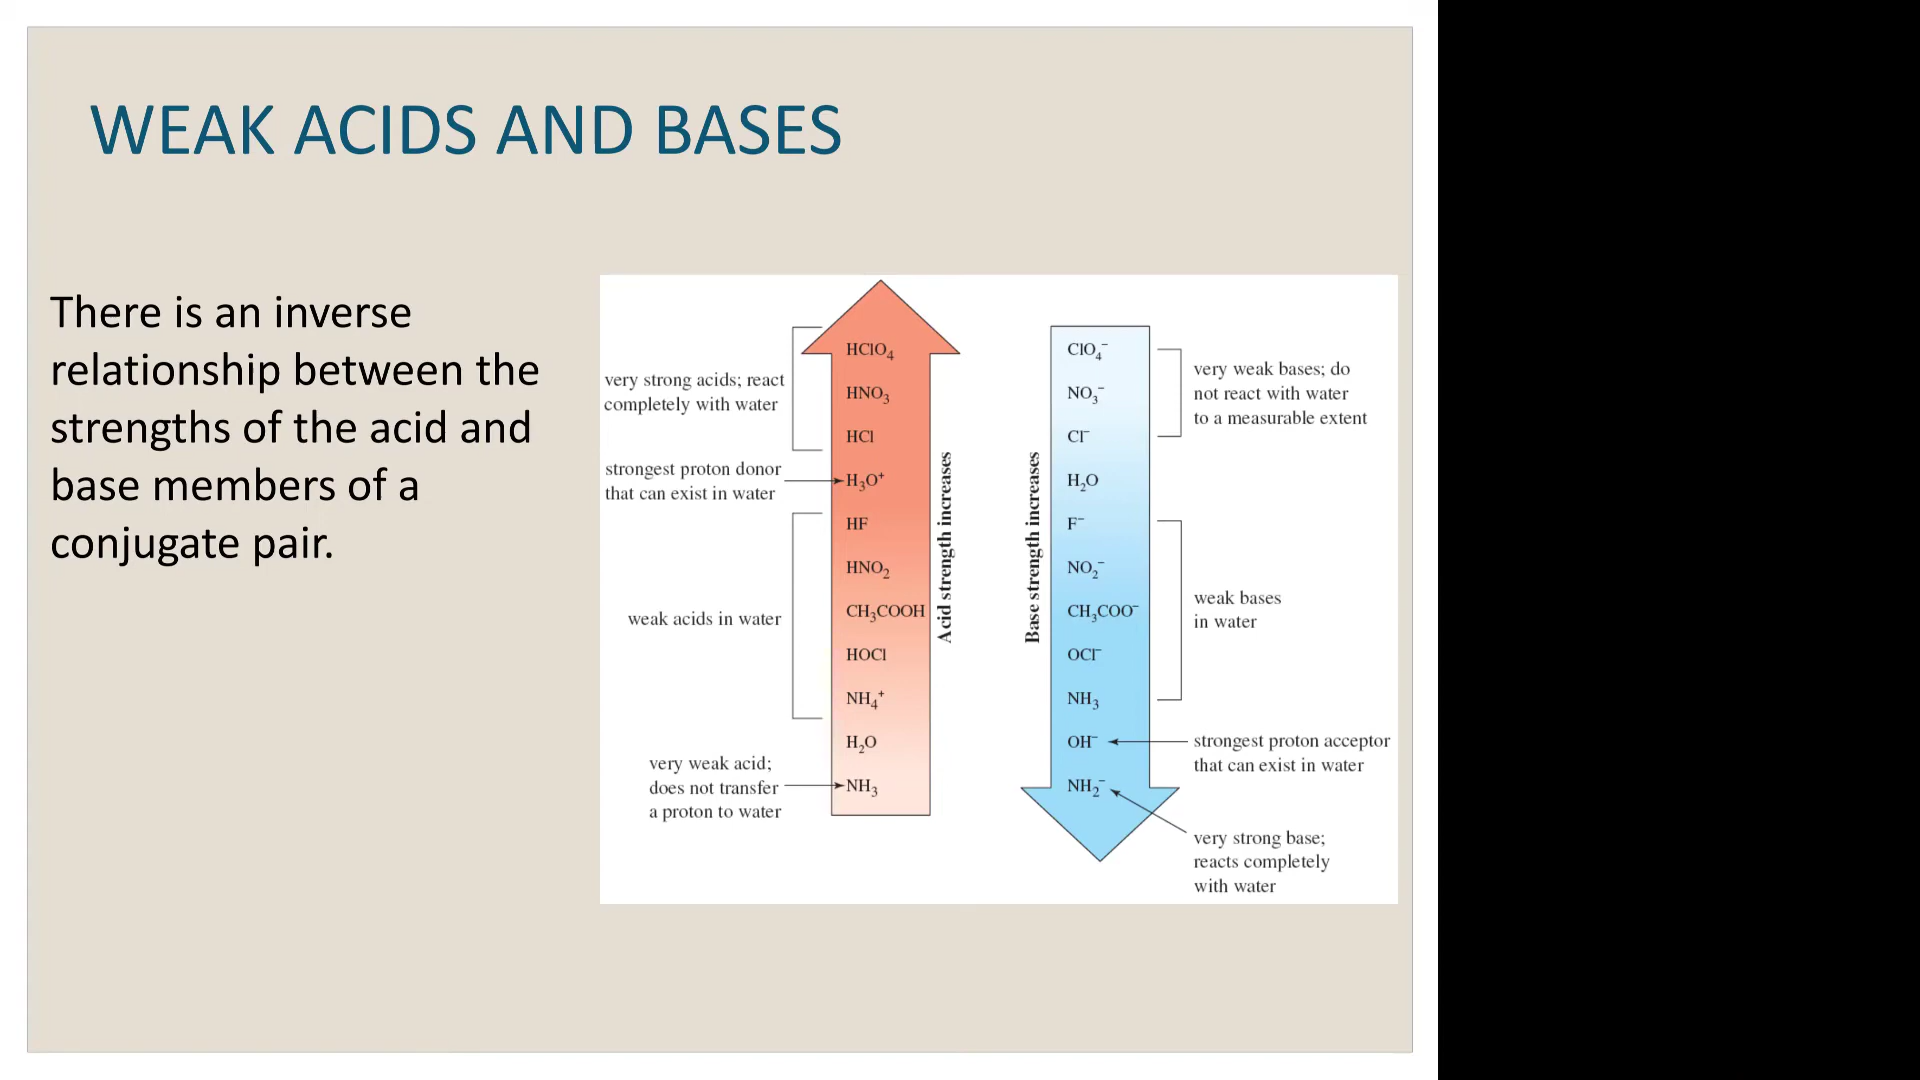 WEAK ACIDS AND BASES
There is an inverse
relationship between the
strengths of the acid and
base members of a
conjugate pair.
very strong acids; react
completely with water
strongest proton donor
that can exist in water
weak acids in water
very weak acid;
does not transfer
a proton to water
HClO₄
HNO₃
HCl
H₃O⁺
HF
HNO₂
CH₃COOH
HOCl
NH₄⁺
H₂O
NH₃
Acid strength increases
Base strength increases
ClO₄⁻
NO₃⁻
Cl⁻
H₂O
F⁻
NO₂⁻
CH₃COO⁻
OCl⁻
NH₃
OH⁻
NH₂⁻
very weak bases; do
not react with water
to a measurable extent
weak bases
in water
strongest proton acceptor
that can exist in water
very strong base;
reacts completely
with water